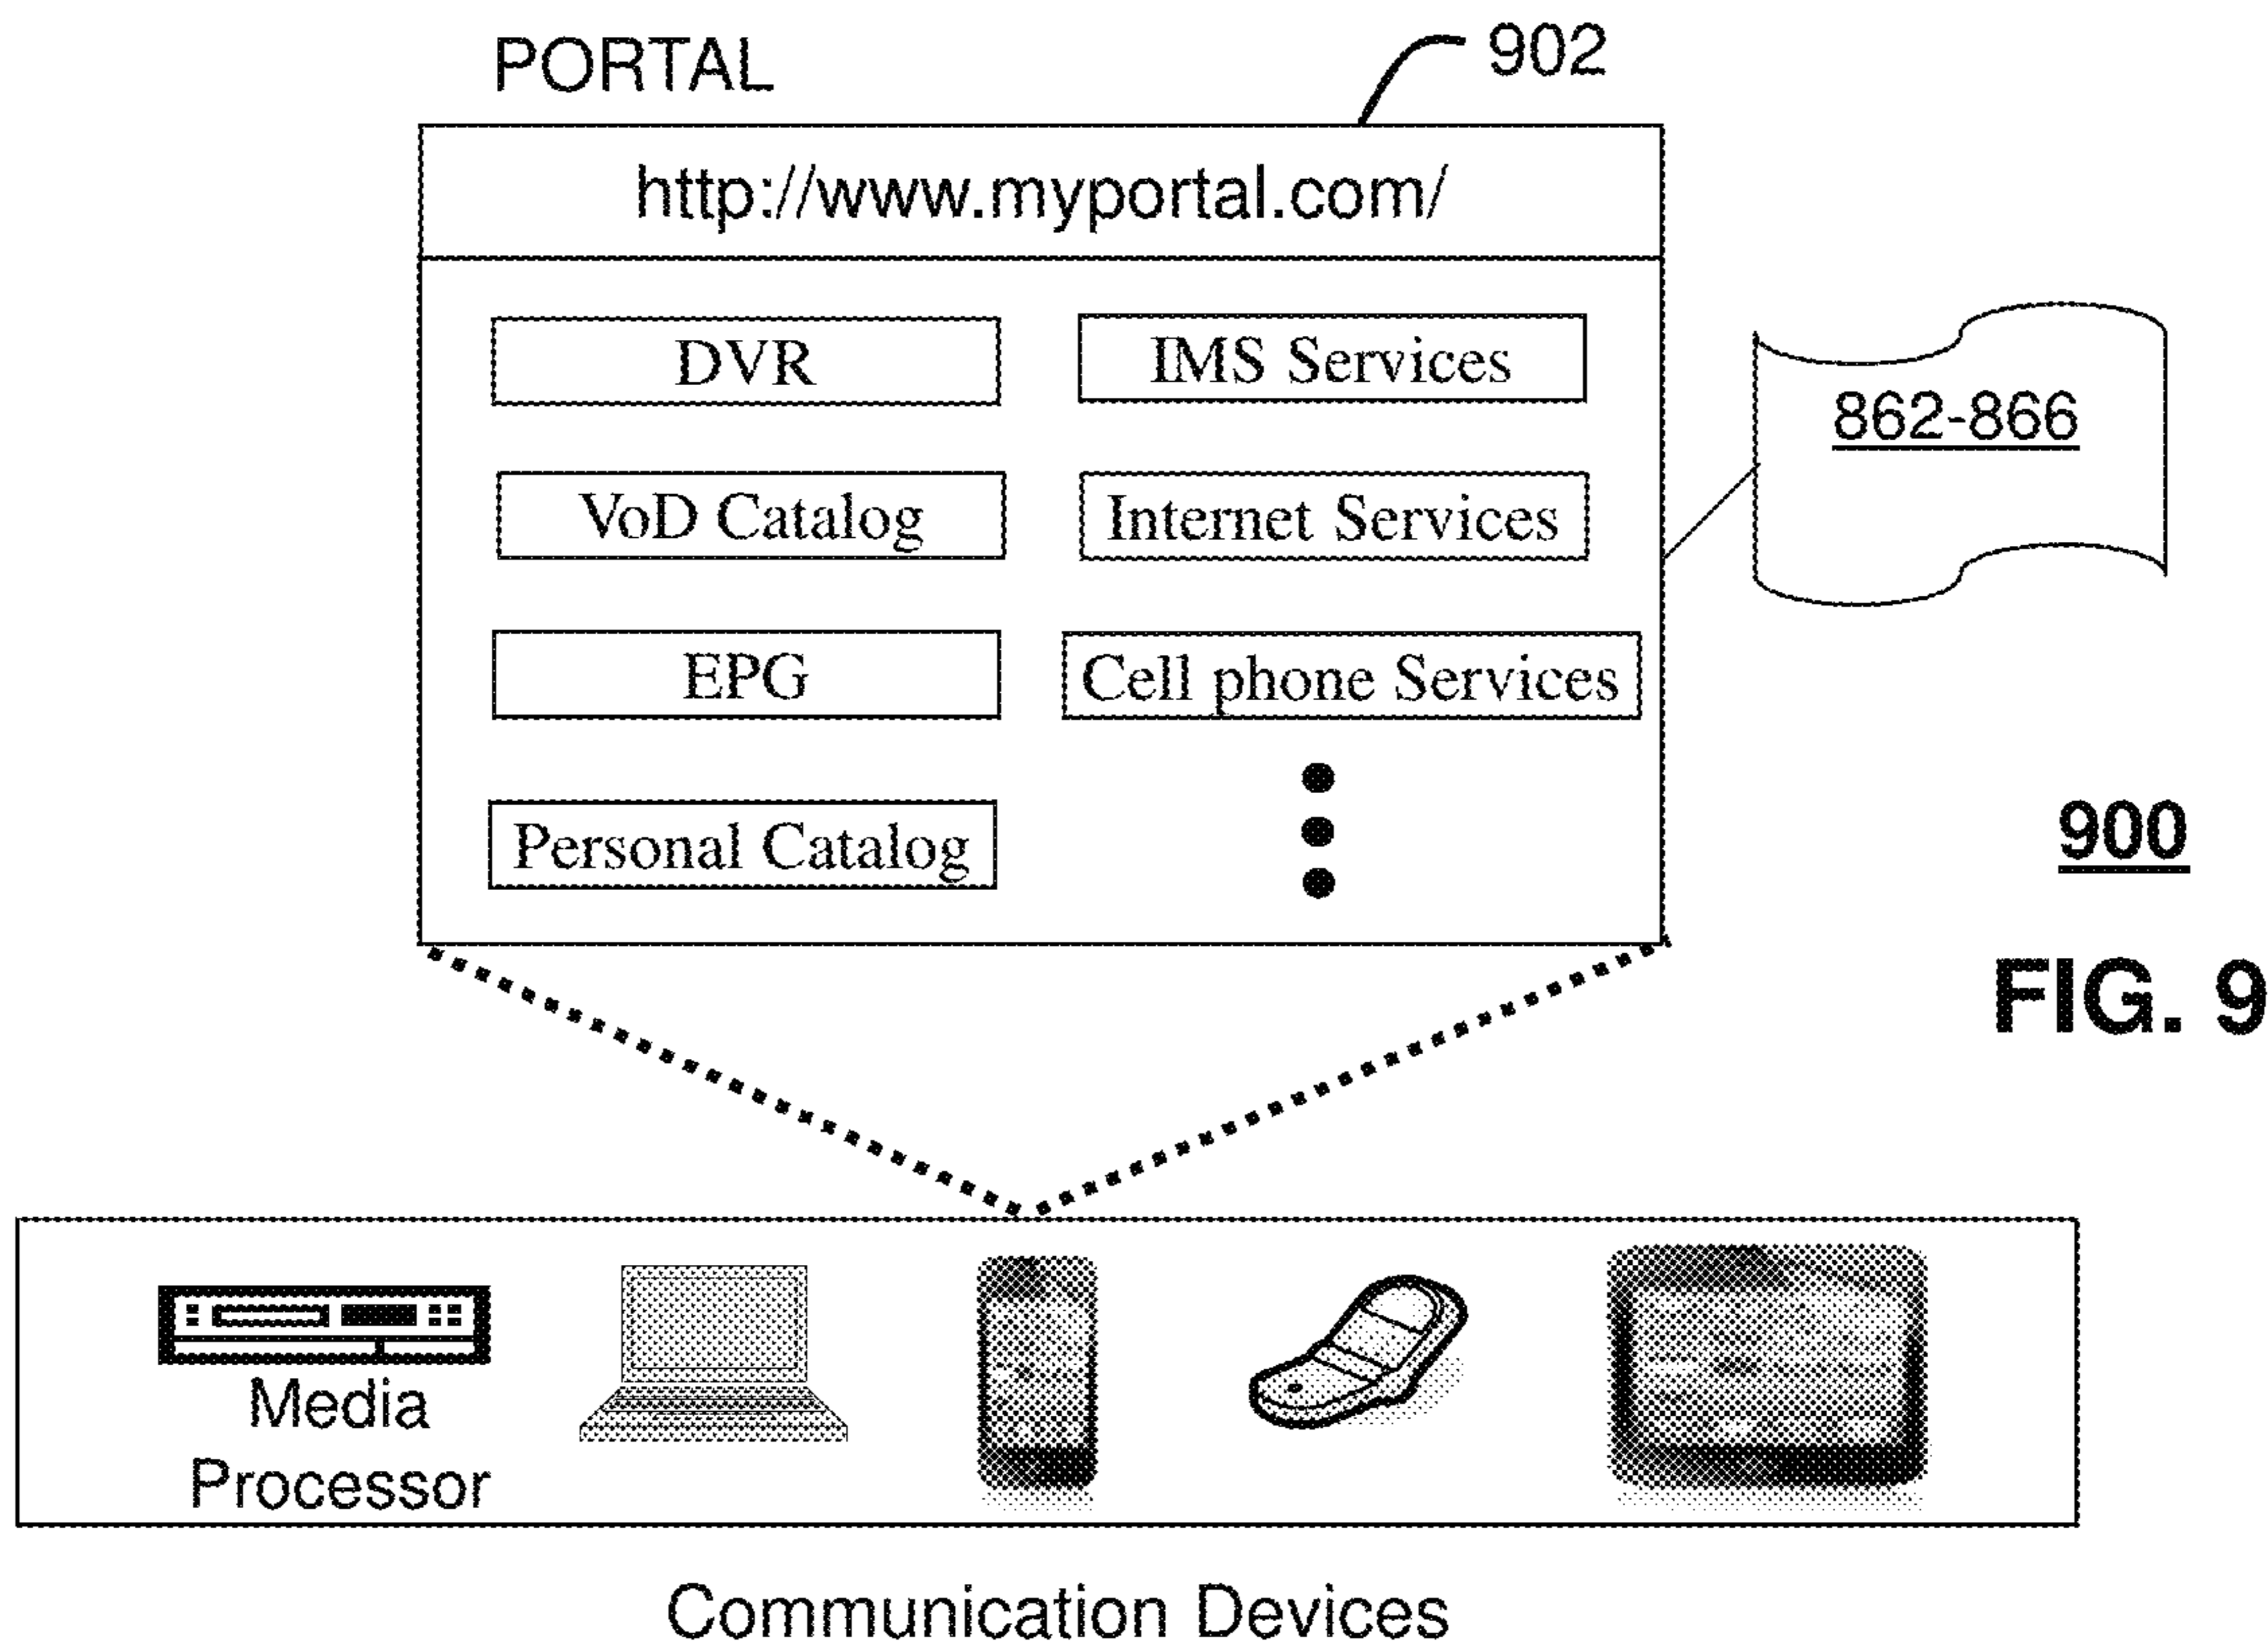 PORTAL
902
http://www.myportal.com/
DVR
IMS Services
862-866
VoD Catalog
Internet Services
EPG
Cell phone Services
Personal Catalog
900
FIG. 9
Media
Processor
Communication Devices